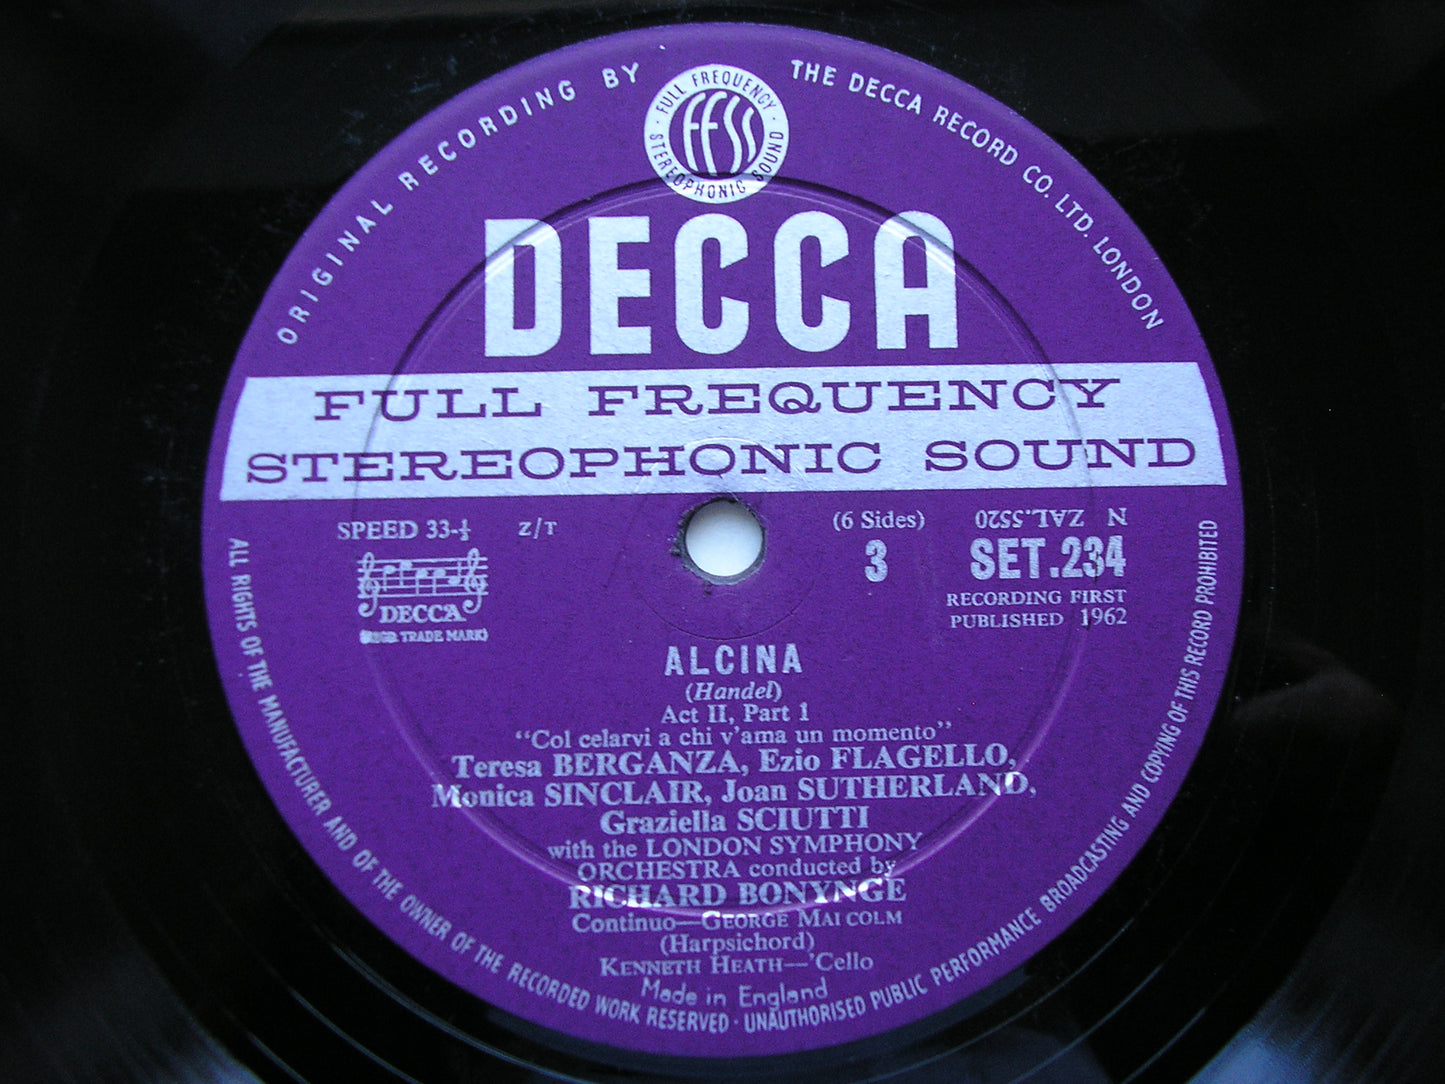 ORIGINAL RECORDING BY
THE DECCA RECORD CO. LTD. LONDON
FULL FREQUENCY
FFSS
STEREOPHONIC SOUND
DECCA
FULL FREQUENCY
STEREOPHONIC SOUND
SPEED 33-⅓ Z/T
(6 Sides) ZAL.5520 N
3 SET.234
DECCA
(REGD. TRADE MARK)
RECORDING FIRST
PUBLISHED 1962
ALCINA
(Handel)
Act II, Part 1
“Col celarvi a chi v’ama un momento”
Teresa BERGANZA, Ezio FLAGELLO,
Monica SINCLAIR, Joan SUTHERLAND,
Graziella SCIUTTI
with the LONDON SYMPHONY
ORCHESTRA conducted by
RICHARD BONYNGE
Continuo—GEORGE MALCOLM
(Harpsichord)
KENNETH HEATH—’Cello
Made in England
ALL RIGHTS OF THE MANUFACTURER AND OF THE OWNER OF THE RECORDED WORK RESERVED · UNAUTHORISED PUBLIC PERFORMANCE BROADCASTING AND COPYING OF THIS RECORD PROHIBITED